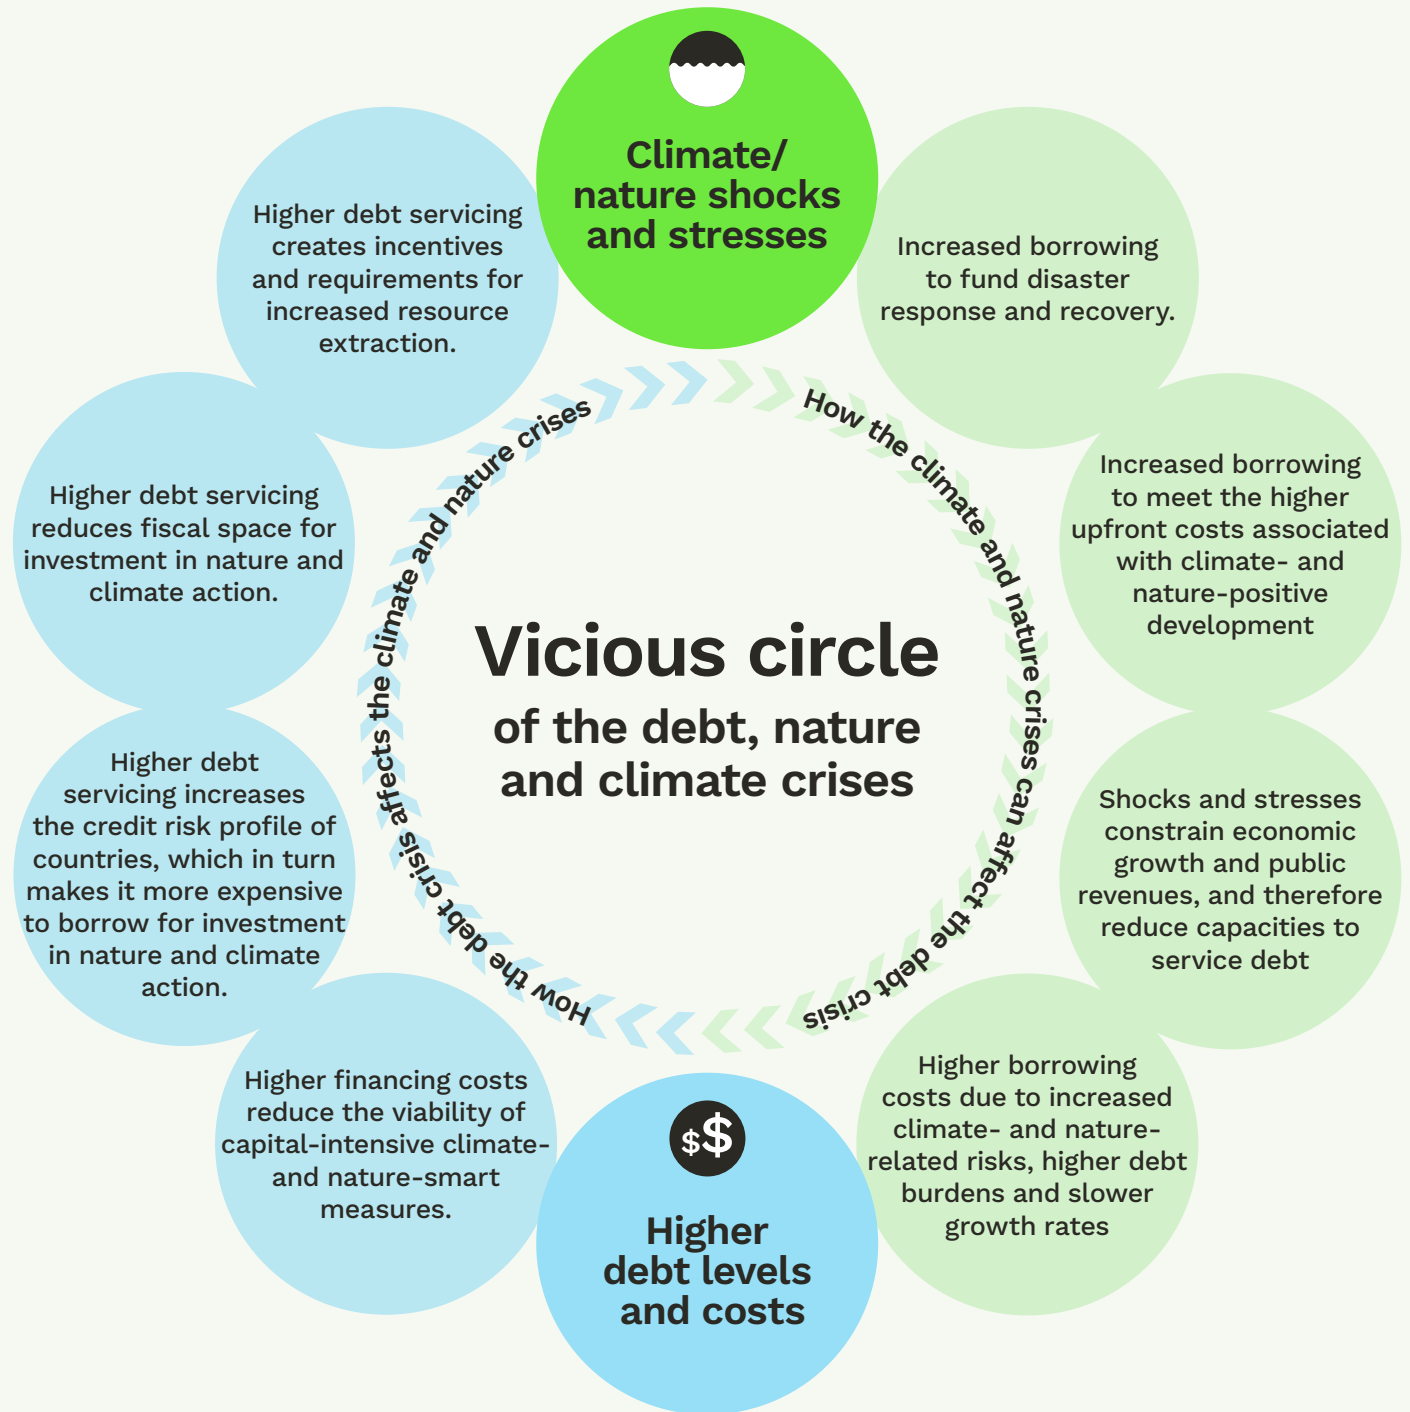 Climate/
nature shocks
and stresses
Increased borrowing
to fund disaster
response and recovery.
Increased borrowing
to meet the higher
upfront costs associated
with climate- and
nature-positive
development
Shocks and stresses
constrain economic
growth and public
revenues, and therefore
reduce capacities to
service debt
Higher borrowing
costs due to increased
climate- and nature-
related risks, higher debt
burdens and slower
growth rates
$$
Higher
debt levels
and costs
Higher financing costs
reduce the viability of
capital-intensive climate-
and nature-smart
measures.
Higher debt
servicing increases
the credit risk profile of
countries, which in turn
makes it more expensive
to borrow for investment
in nature and climate
action.
Higher debt servicing
reduces fiscal space for
investment in nature and
climate action.
Higher debt servicing
creates incentives
and requirements for
increased resource
extraction.
How the climate and nature crises can affect the debt crisis
How the debt crisis affects the climate and nature crises
Vicious circle
of the debt, nature
and climate crises